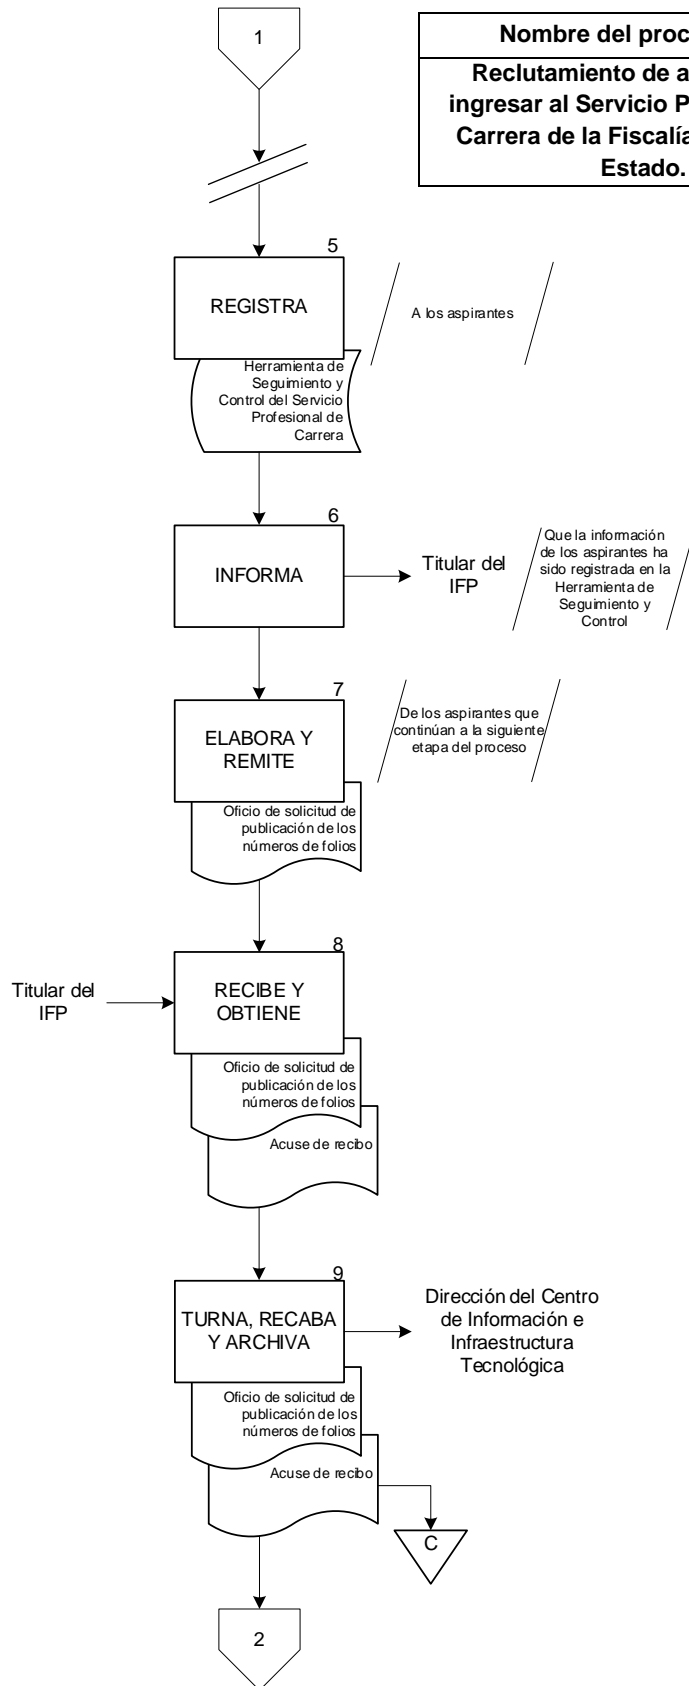 1
Nombre del proc
Reclutamiento de a
ingresar al Servicio P
Carrera de la Fiscalía
Estado.
5
REGISTRA
A los aspirantes
Herramienta de
Seguimiento y
Control del Servicio
Profesional de
Carrera
6
INFORMA
Titular del
IFP
Que la información
de los aspirantes ha
sido registrada en la
Herramienta de
Seguimiento y
Control
7
ELABORA Y
REMITE
De los aspirantes que
continúan a la siguiente
etapa del proceso
Oficio de solicitud de
publicación de los
números de folios
8
Titular del
IFP
RECIBE Y
OBTIENE
Oficio de solicitud de
publicación de los
números de folios
Acuse de recibo
9
TURNA, RECABA
Y ARCHIVA
Dirección del Centro
de Información e
Infraestructura
Tecnológica
Oficio de solicitud de
publicación de los
números de folios
Acuse de recibo
C
2